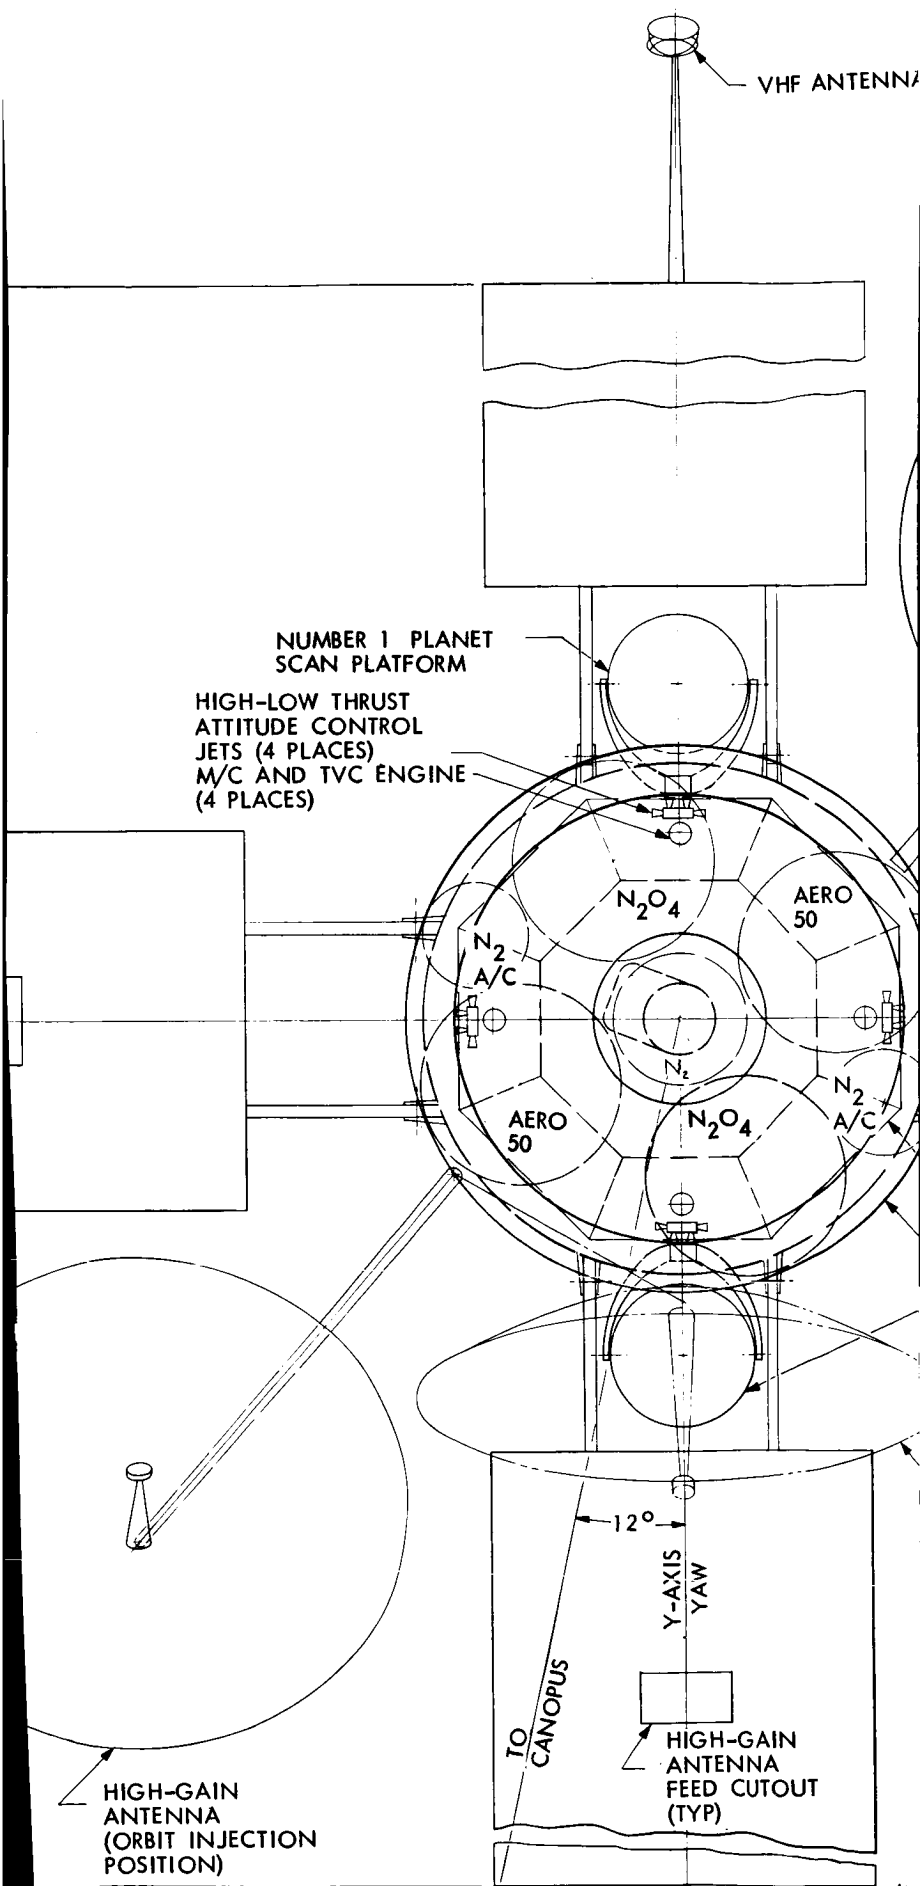 VHF ANTENNA
NUMBER 1 PLANET
SCAN PLATFORM
HIGH-LOW THRUST
ATTITUDE CONTROL
JETS (4 PLACES)
M/C AND TVC ENGINE
(4 PLACES)
N2O4
AERO
50
N2
A/C
N2
N2
A/C
AERO
50
N2O4
12°
Y-AXIS
YAW
TO
CANOPUS
HIGH-GAIN
ANTENNA
FEED CUTOUT
(TYP)
HIGH-GAIN
ANTENNA
(ORBIT INJECTION
POSITION)